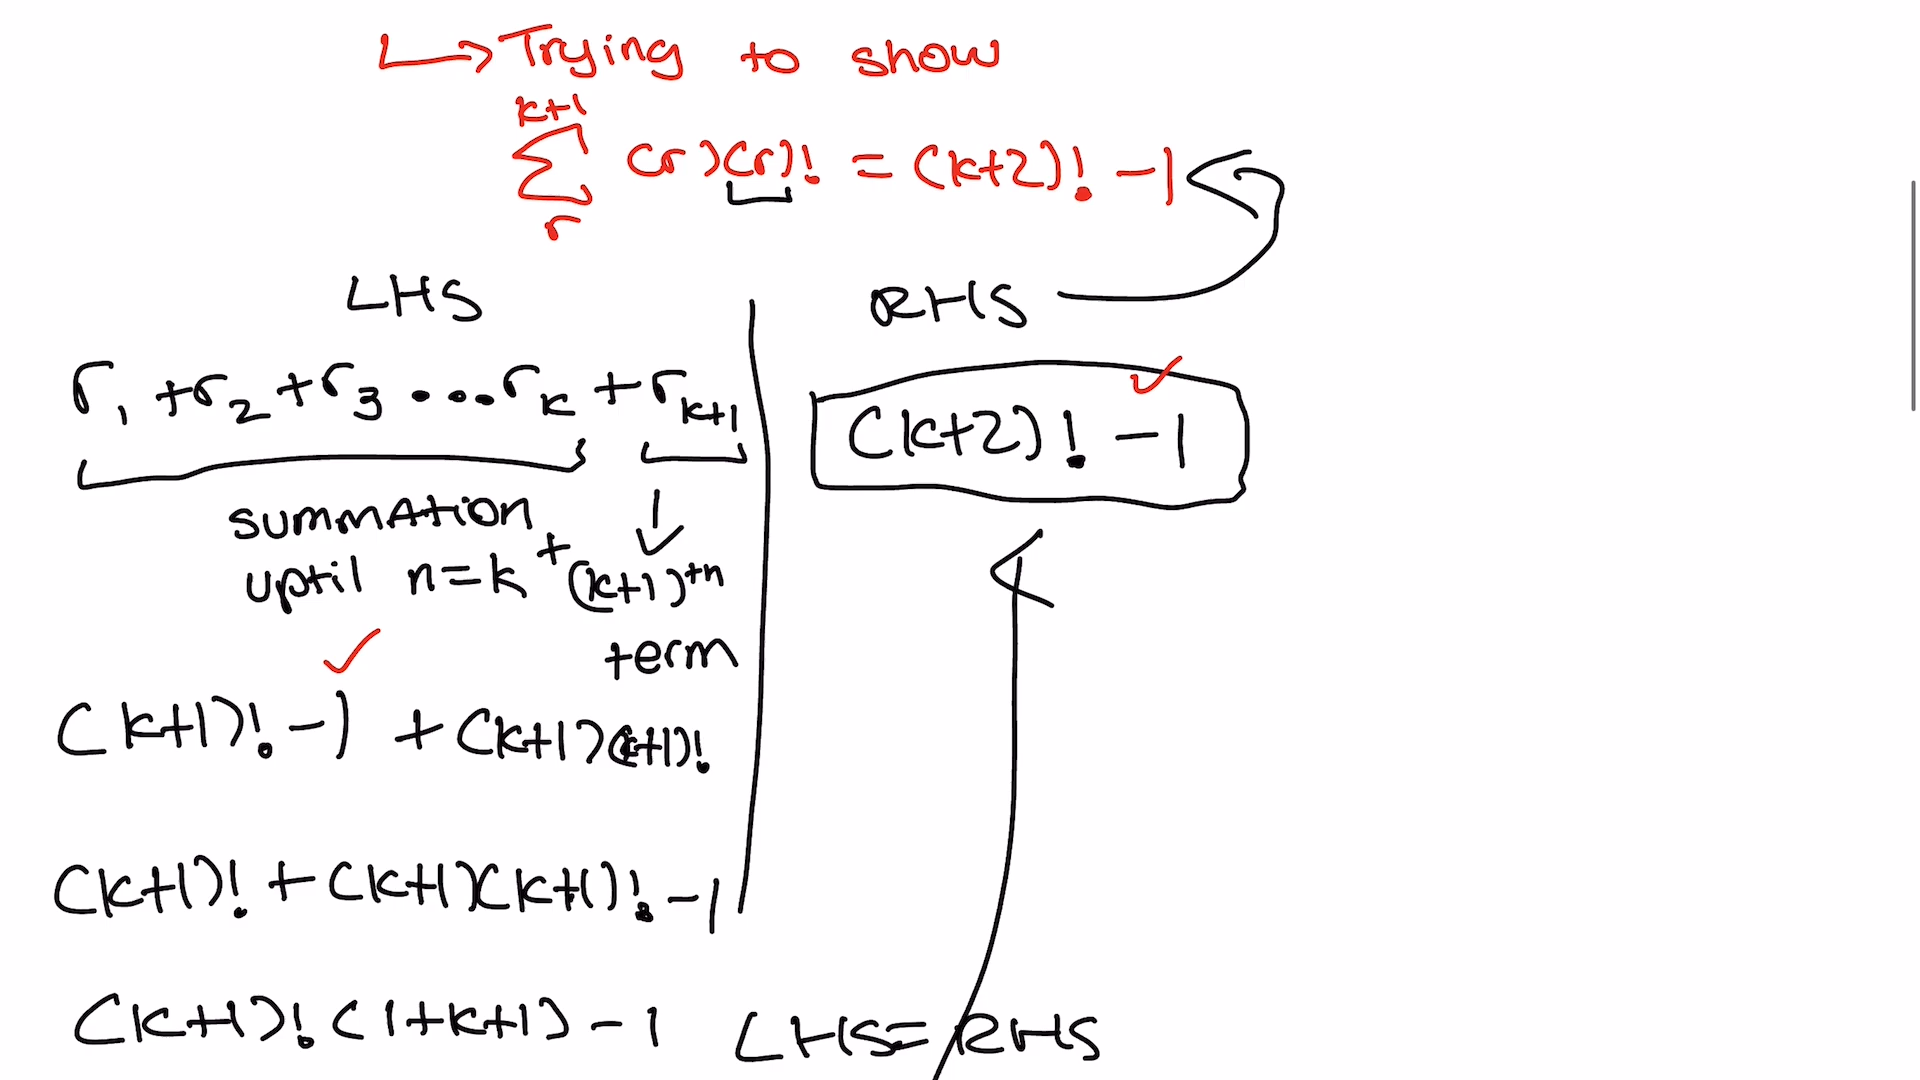 ↳ Trying to show
k+1
∑ (r)(r)! = (k+2)! -1
r
LHS
RHS
r₁ + r₂ + r₃ ..... rₖ + rₖ₊₁
(k+2)! -1
summation
uptil n=k + (k+1)ᵗʰ
term
(k+1)! -1 + (k+1)(k+1)!
(k+1)! + (k+1)(k+1)! -1
(k+1)! (1+k+1) -1
LHS=RHS